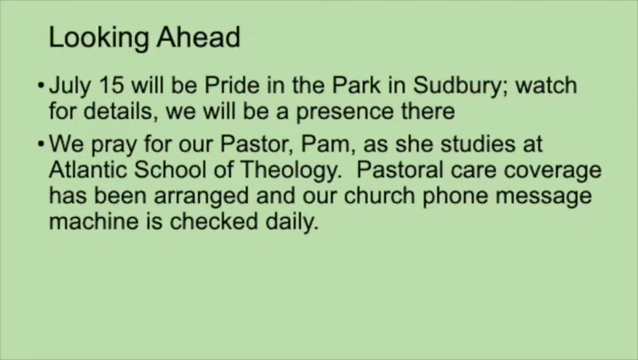 Looking Ahead
• July 15 will be Pride in the Park in Sudbury; watch
for details, we will be a presence there
• We pray for our Pastor, Pam, as she studies at
Atlantic School of Theology.  Pastoral care coverage
has been arranged and our church phone message
machine is checked daily.